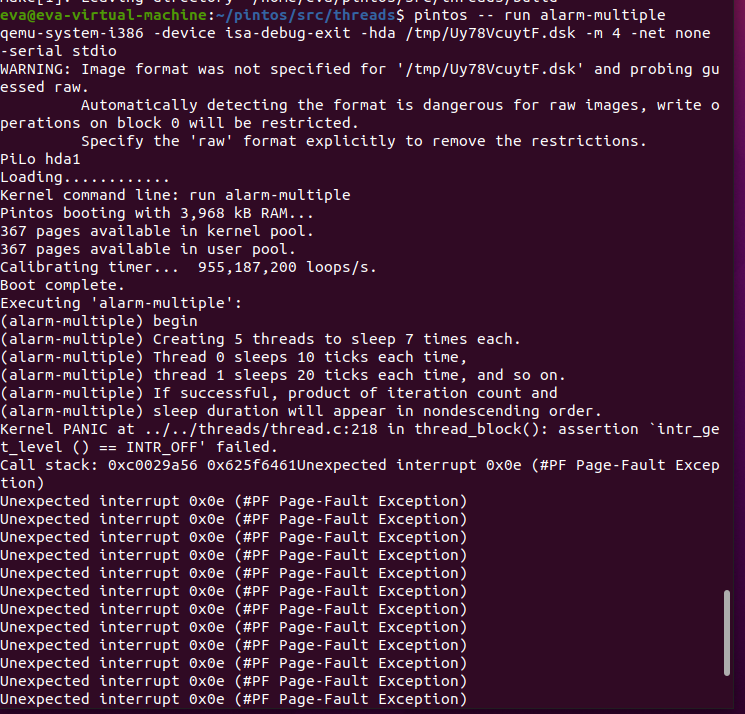 make[1]: Leaving directory '/home/eva/pintos/src/threads/build'
eva@eva-virtual-machine:~/pintos/src/threads$ pintos -- run alarm-multiple
qemu-system-i386 -device isa-debug-exit -hda /tmp/Uy78VcuytF.dsk -m 4 -net none
-serial stdio
WARNING: Image format was not specified for '/tmp/Uy78VcuytF.dsk' and probing gu
essed raw.
         Automatically detecting the format is dangerous for raw images, write o
perations on block 0 will be restricted.
         Specify the 'raw' format explicitly to remove the restrictions.
PiLo hda1
Loading............
Kernel command line: run alarm-multiple
Pintos booting with 3,968 kB RAM...
367 pages available in kernel pool.
367 pages available in user pool.
Calibrating timer...  955,187,200 loops/s.
Boot complete.
Executing 'alarm-multiple':
(alarm-multiple) begin
(alarm-multiple) Creating 5 threads to sleep 7 times each.
(alarm-multiple) Thread 0 sleeps 10 ticks each time,
(alarm-multiple) thread 1 sleeps 20 ticks each time, and so on.
(alarm-multiple) If successful, product of iteration count and
(alarm-multiple) sleep duration will appear in nondescending order.
Kernel PANIC at ../../threads/thread.c:218 in thread_block(): assertion `intr_ge
t_level () == INTR_OFF' failed.
Call stack: 0xc0029a56 0x625f6461Unexpected interrupt 0x0e (#PF Page-Fault Excep
tion)
Unexpected interrupt 0x0e (#PF Page-Fault Exception)
Unexpected interrupt 0x0e (#PF Page-Fault Exception)
Unexpected interrupt 0x0e (#PF Page-Fault Exception)
Unexpected interrupt 0x0e (#PF Page-Fault Exception)
Unexpected interrupt 0x0e (#PF Page-Fault Exception)
Unexpected interrupt 0x0e (#PF Page-Fault Exception)
Unexpected interrupt 0x0e (#PF Page-Fault Exception)
Unexpected interrupt 0x0e (#PF Page-Fault Exception)
Unexpected interrupt 0x0e (#PF Page-Fault Exception)
Unexpected interrupt 0x0e (#PF Page-Fault Exception)
Unexpected interrupt 0x0e (#PF Page-Fault Exception)
Unexpected interrupt 0x0e (#PF Page-Fault Exception)